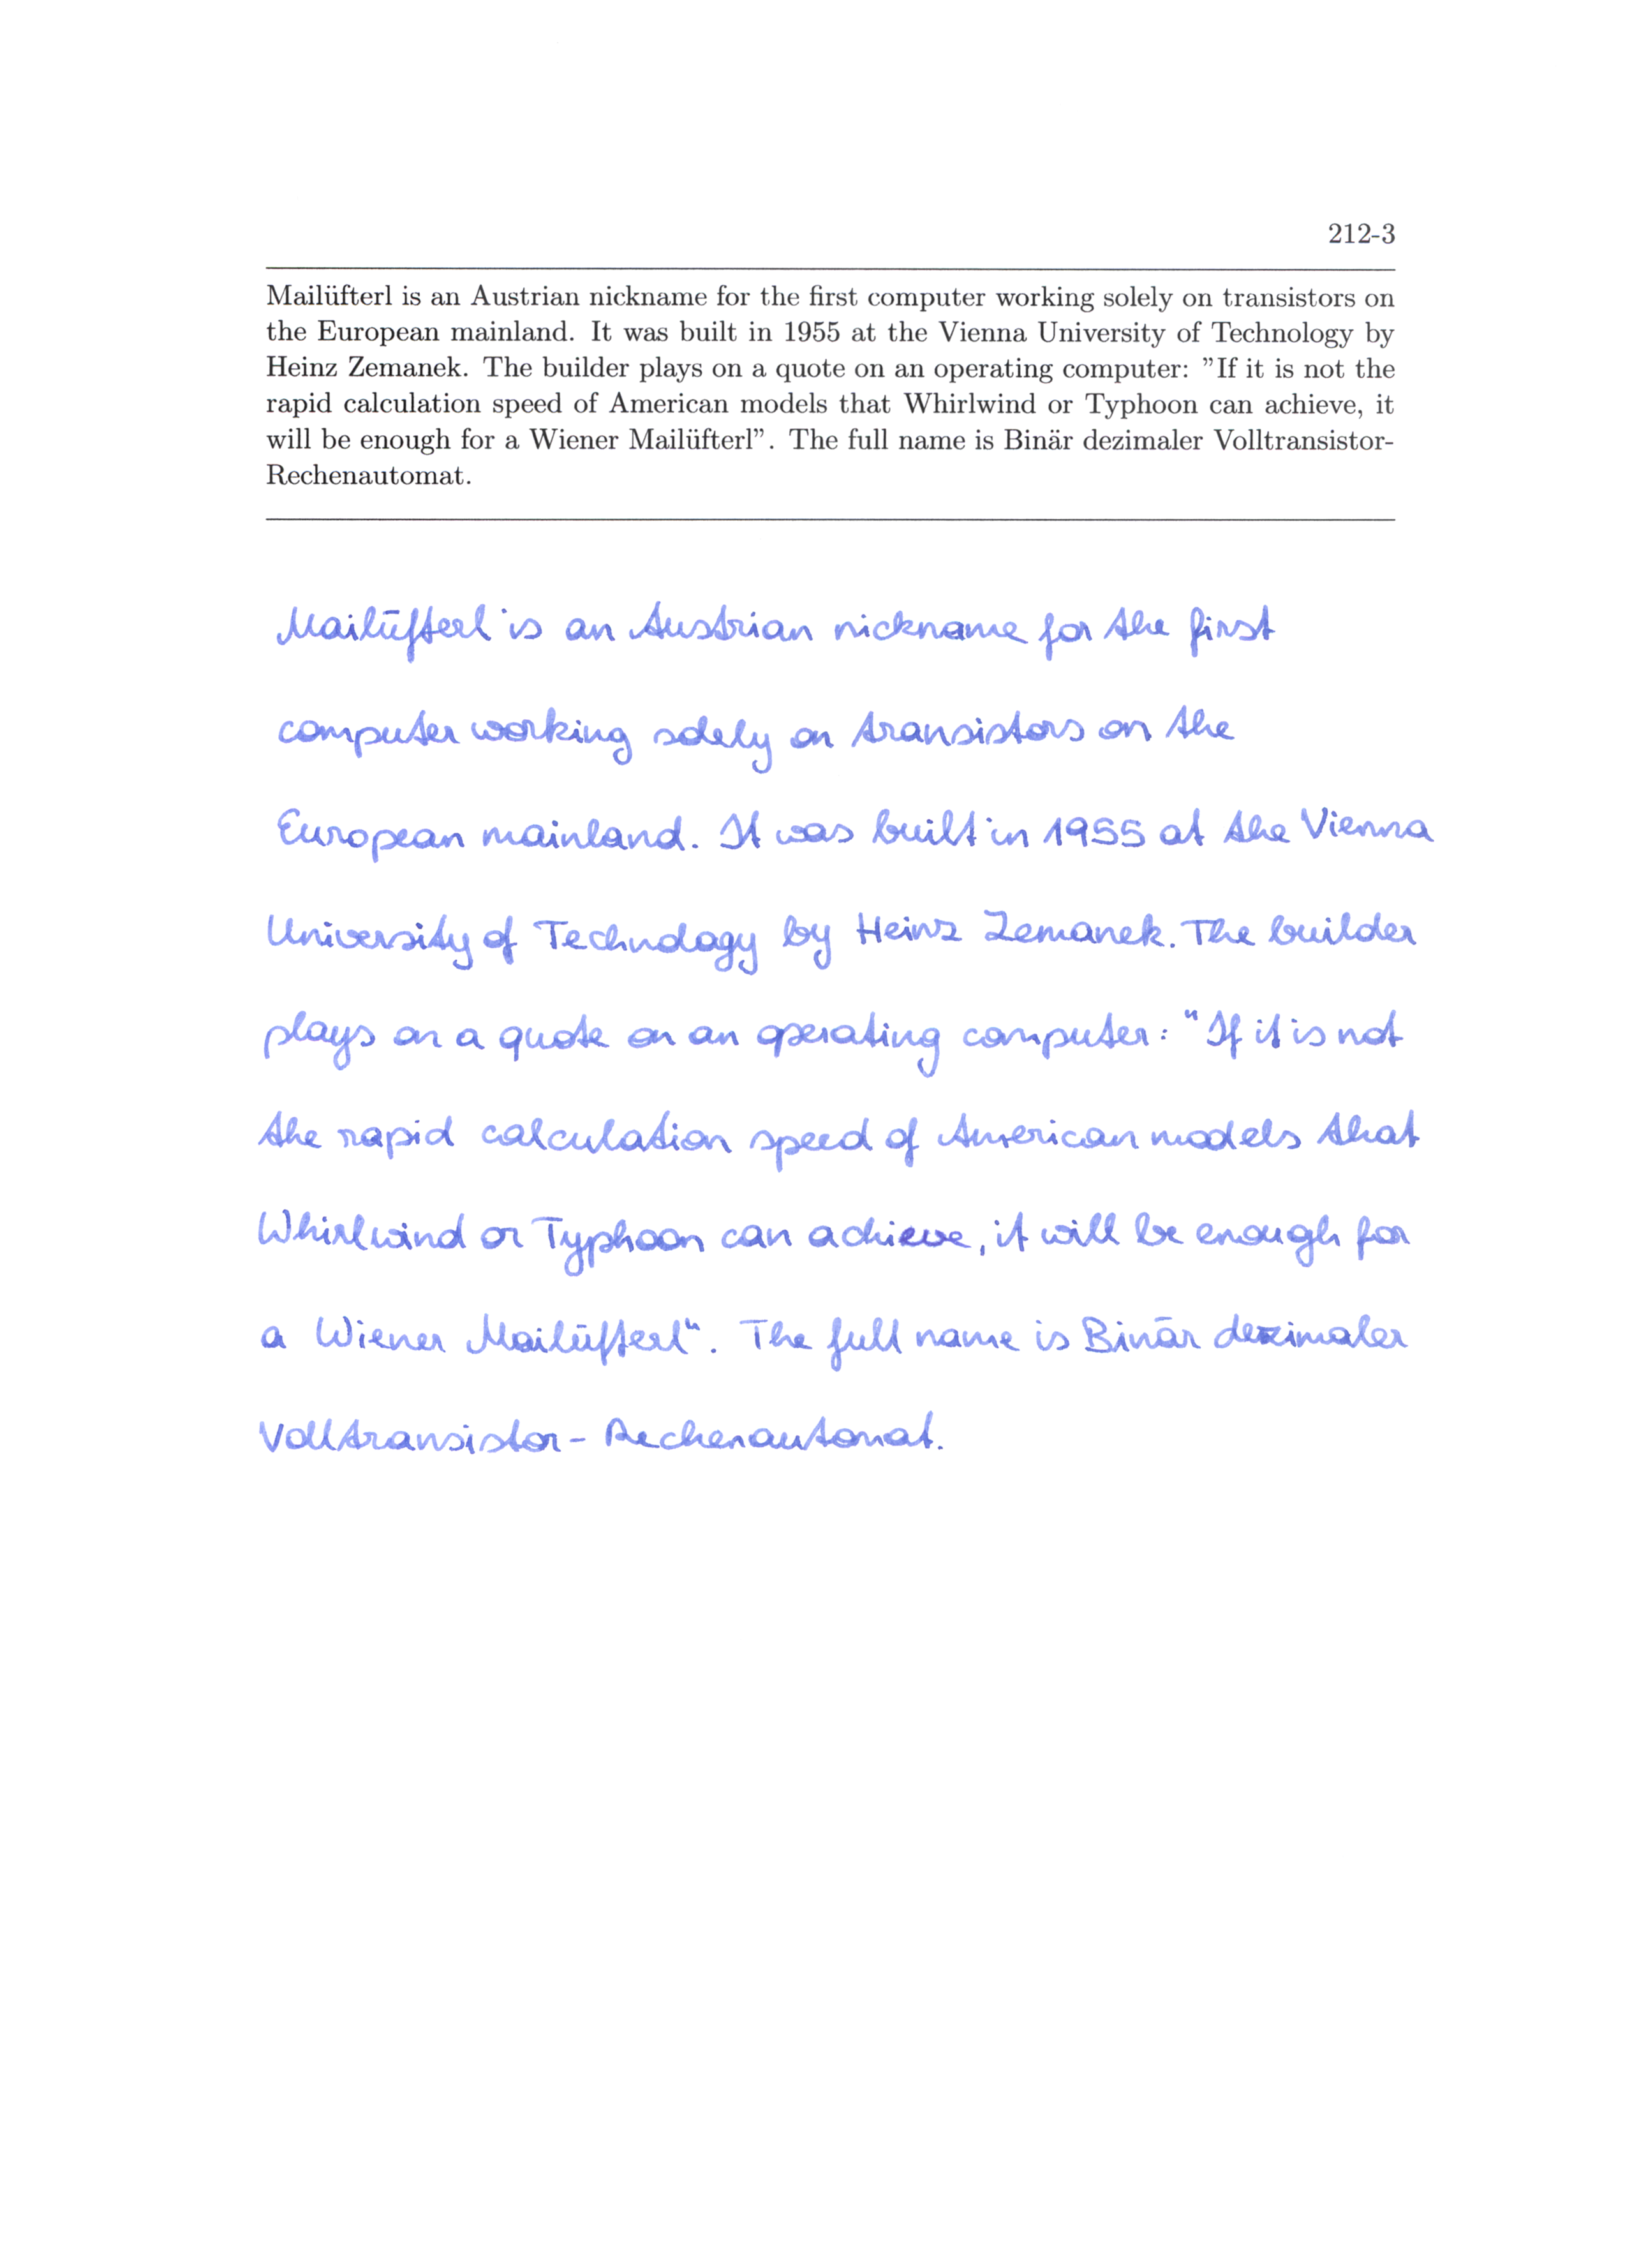 212-3
Mailüfterl is an Austrian nickname for the first computer working solely on transistors on
the European mainland. It was built in 1955 at the Vienna University of Technology by
Heinz Zemanek. The builder plays on a quote on an operating computer: ”If it is not the
rapid calculation speed of American models that Whirlwind or Typhoon can achieve, it
will be enough for a Wiener Mailüfterl”. The full name is Binär dezimaler Volltransistor-
Rechenautomat.
Mailüfterl is an Austrian nickname for the first
computer working solely on transistors on the
European mainland. It was built in 1955 at the Vienna
University of Technology by Heinz Zemanek. The builder
plays on a quote on an operating computer: "If it is not
the rapid calculation speed of American models that
Whirlwind or Typhoon can achieve, it will be enough for
a Wiener Mailüfterl". The full name is Binär dezimaler
Volltransistor - Rechenautomat.